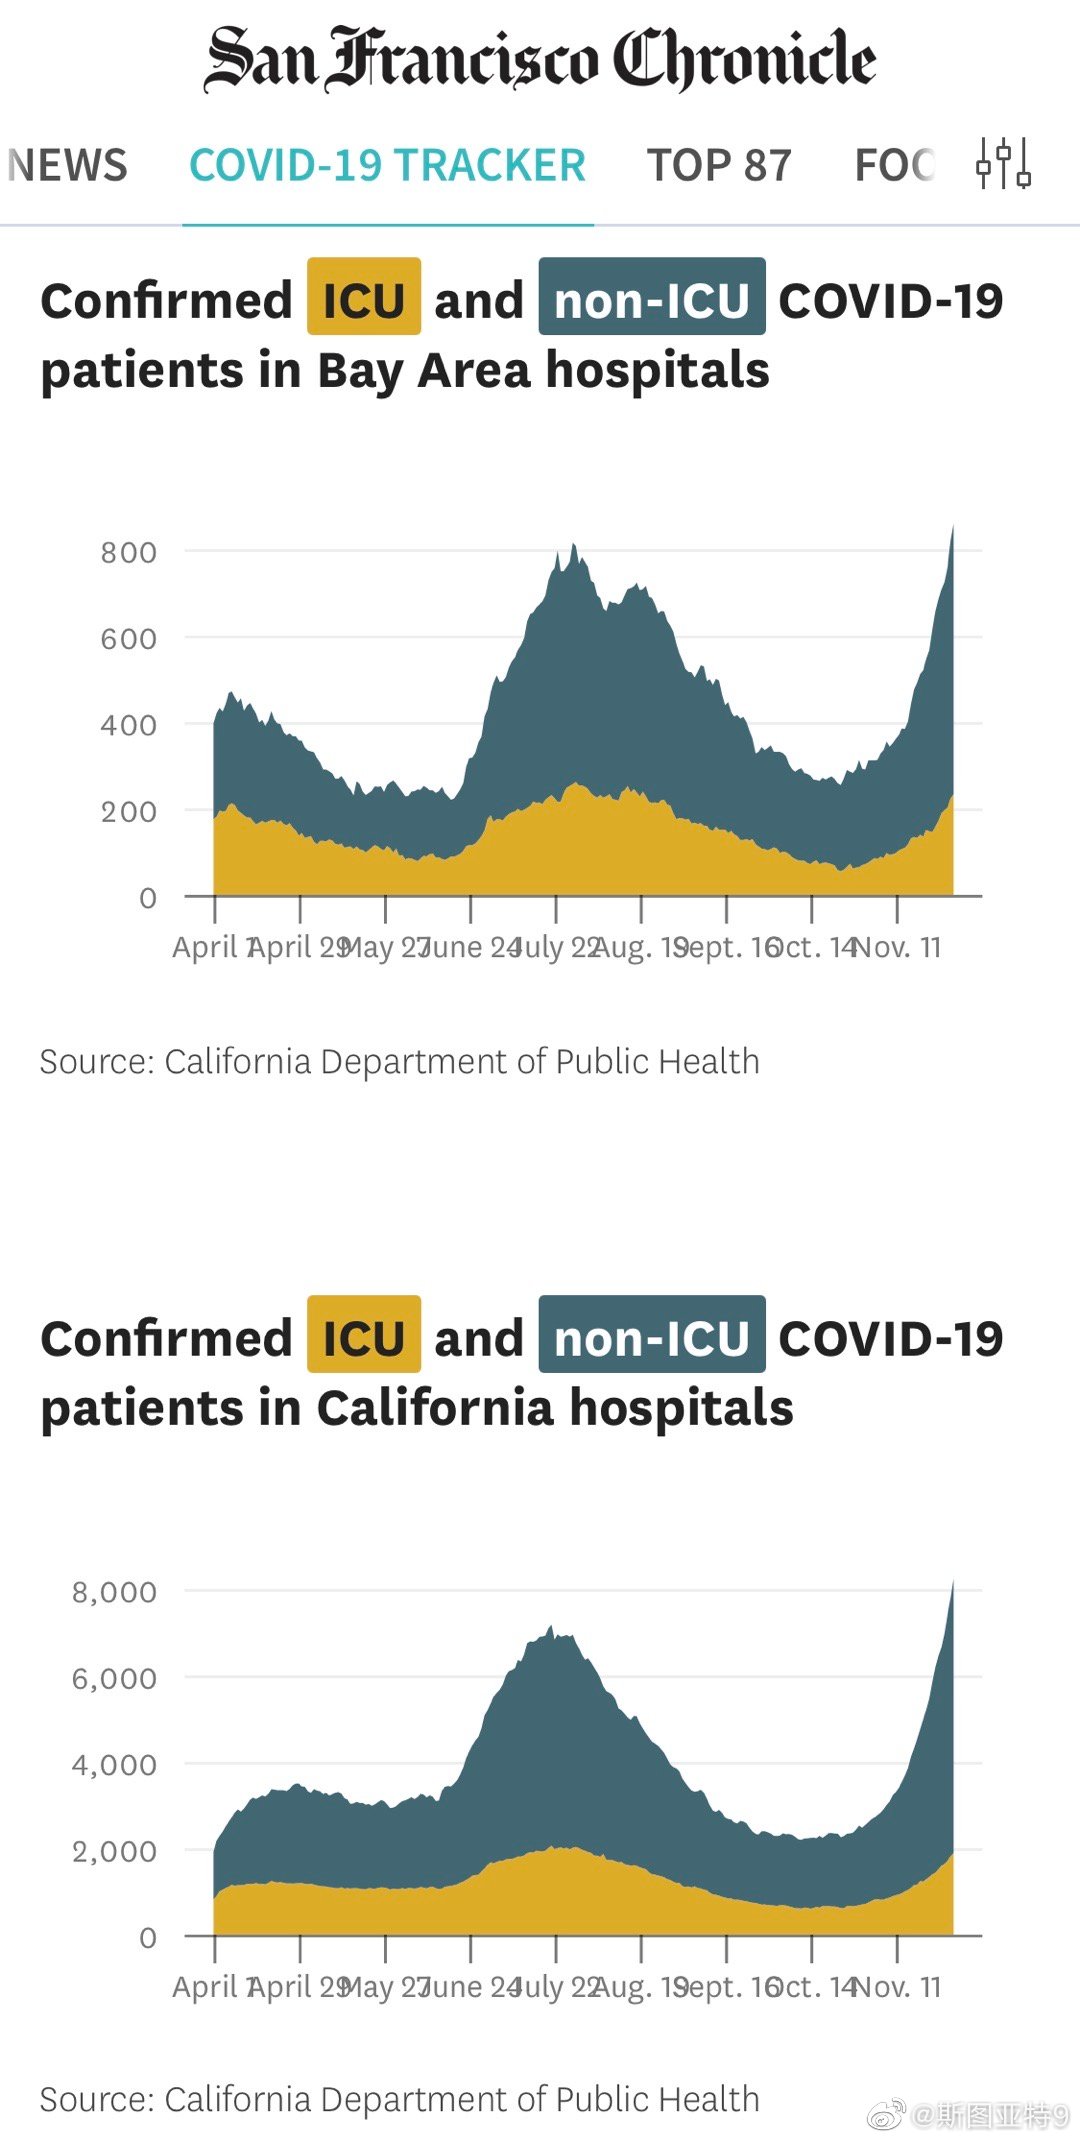 San Francisco Chronicle
NEWS COVID-19 TRACKER TOP 87 FOO
Confirmed ICU and non-ICU COVID-19
patients in Bay Area hospitals
800
600
400
200
0
April 1 April 29 May 27 June 24 July 22 Aug. 19 Sept. 16 Oct. 14 Nov. 11
Source: California Department of Public Health
Confirmed ICU and non-ICU COVID-19
patients in California hospitals
8,000
6,000
4,000
2,000
0
April 1 April 29 May 27 June 24 July 22 Aug. 19 Sept. 16 Oct. 14 Nov. 11
Source: California Department of Public Health
@斯图亚特9